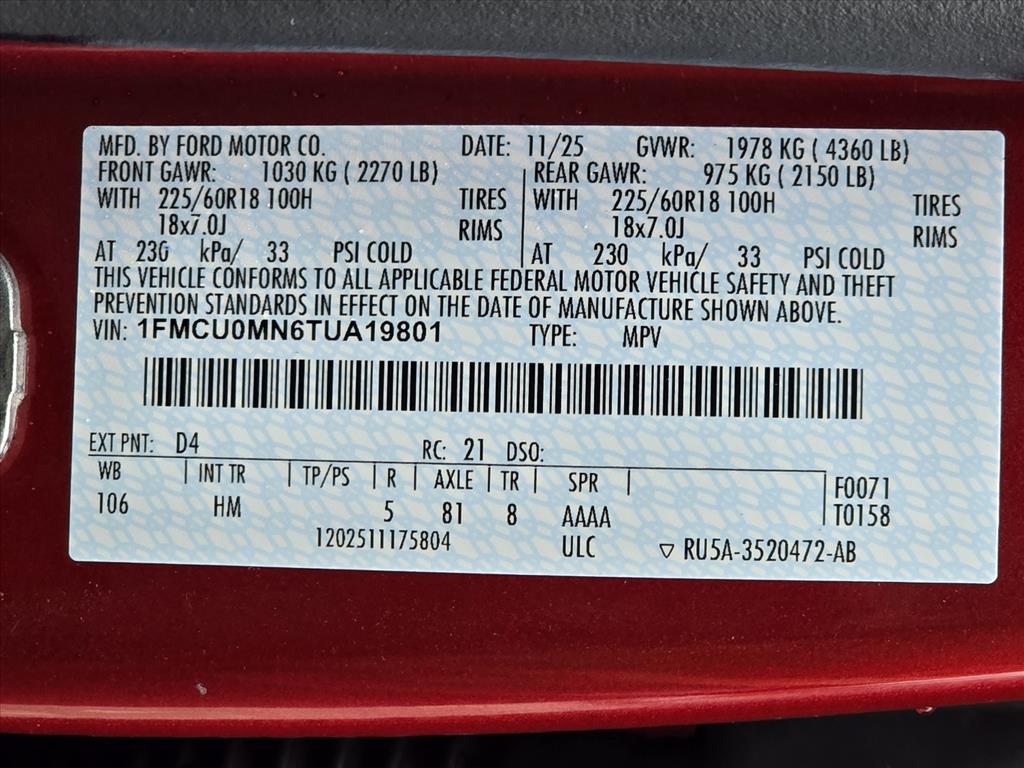 MFD. BY FORD MOTOR CO. DATE: 11/25 GVWR: 1978 KG ( 4360 LB)
FRONT GAWR: 1030 KG ( 2270 LB) REAR GAWR: 975 KG ( 2150 LB)
WITH 225/60R18 100H TIRES WITH 225/60R18 100H TIRES
18x7.0J RIMS 18x7.0J RIMS
AT 230 kPa/ 33 PSI COLD AT 230 kPa/ 33 PSI COLD
THIS VEHICLE CONFORMS TO ALL APPLICABLE FEDERAL MOTOR VEHICLE SAFETY AND THEFT
PREVENTION STANDARDS IN EFFECT ON THE DATE OF MANUFACTURE SHOWN ABOVE.
VIN: 1FMCU0MN6TUA19801 TYPE: MPV
EXT PNT: D4 RC: 21 DSO:
WB INT TR TP/PS R AXLE TR SPR F0071
106 HM 5 81 8 AAAA T0158
1202511175804 ULC ▽ RU5A-3520472-AB